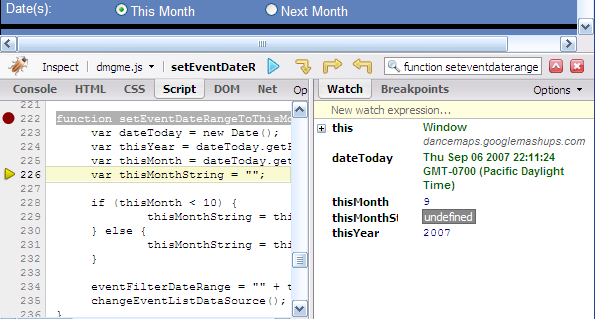 Date(s): This Month Next Month
Inspect dmgme.js setEventDateR function seteventdaterange
Console HTML CSS Script DOM Net Op
Watch Breakpoints Options
221
222 function setEventDateRangeToThisMo
223 var dateToday = new Date();
224 var thisYear = dateToday.getF
225 var thisMonth = dateToday.get
226 var thisMonthString = "";
227
228 if (thisMonth < 10) {
229 thisMonthString = thi
230 } else {
231 thisMonthString = thi
232 }
233
234 eventFilterDateRange = "" + t
235 changeEventListDataSource();
236 }
New watch expression...
this Window
dancemaps.googlemashups.com
dateToday Thu Sep 06 2007 22:11:24
GMT-0700 (Pacific Daylight
Time)
thisMonth 9
thisMonthSt undefined
thisYear 2007